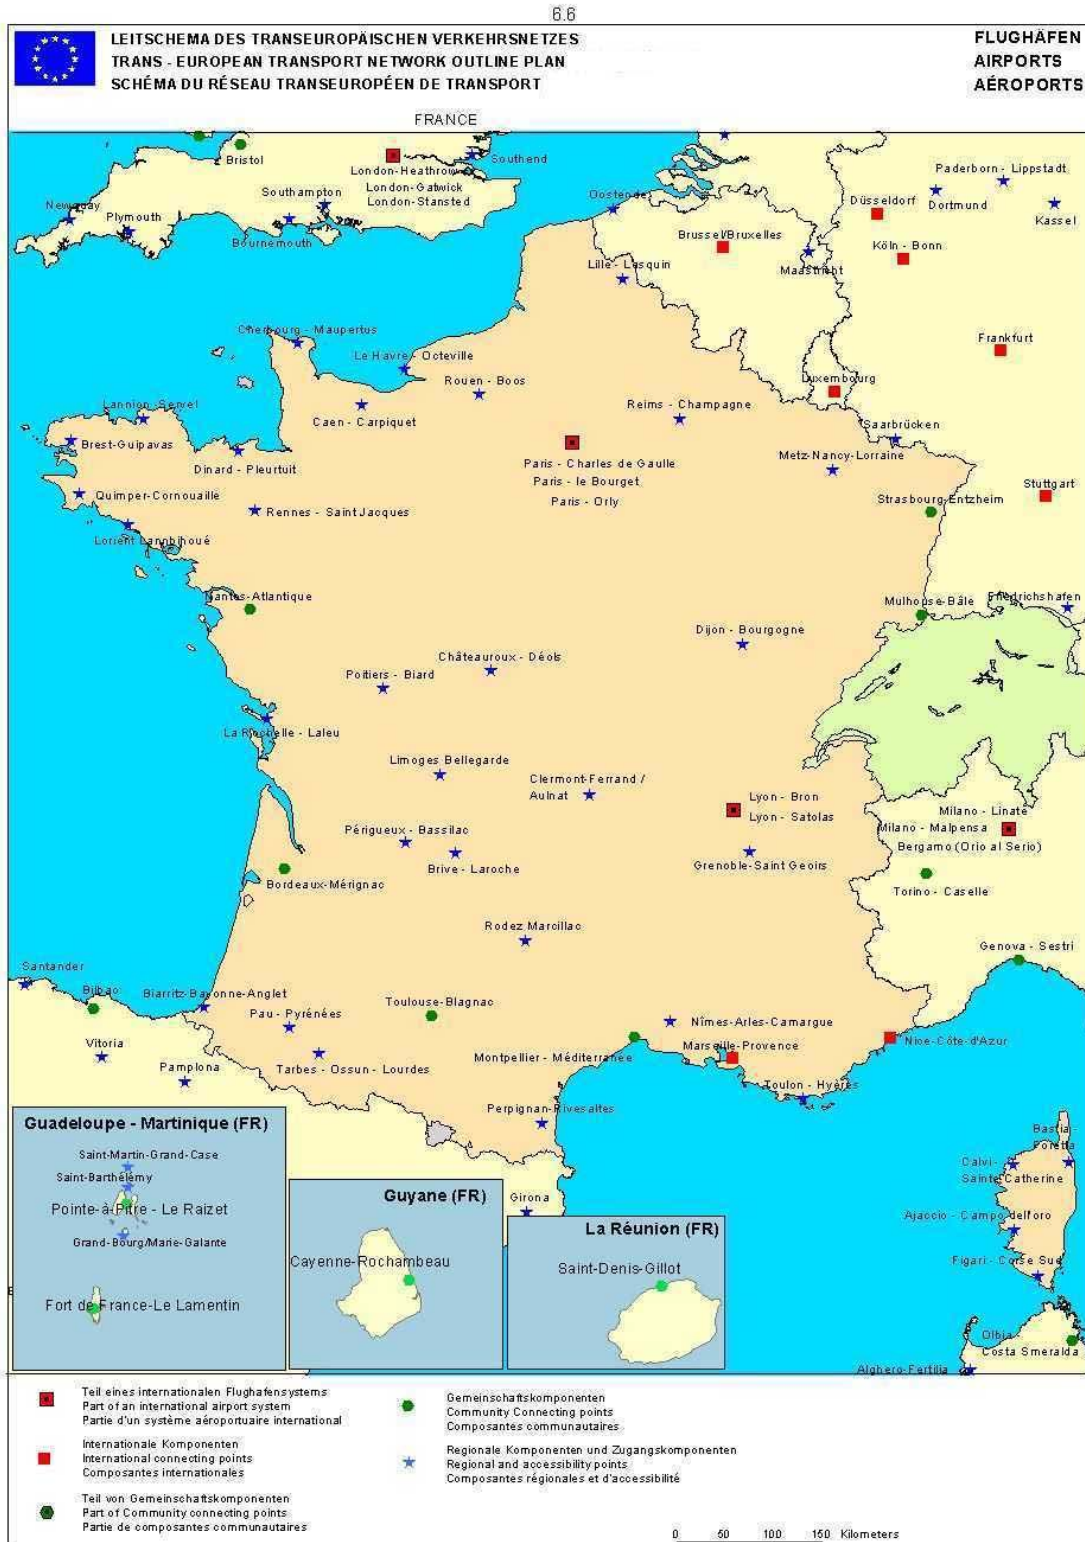 6.6
LEITSCHEMA DES TRANSEUROPÄISCHEN VERKEHRSNETZES
TRANS - EUROPEAN TRANSPORT NETWORK OUTLINE PLAN
SCHÉMA DU RÉSEAU TRANSEUROPÉEN DE TRANSPORT
FLUGHÄFEN
AIRPORTS
AÉROPORTS
FRANCE
Bristol
London-Heathrow
London-Gatwick
London-Stansted
Southend
Southampton
Newquay
Plymouth
Bournemouth
Oostende
Brussel/Bruxelles
Maastricht
Düsseldorf
Dortmund
Paderborn - Lippstadt
Kassel
Köln - Bonn
Frankfurt
Lille - Lesquin
Cherbourg - Maupertus
Le Havre - Octeville
Rouen - Boos
Caen - Carpiquet
Reims - Champagne
Luxembourg
Saarbrücken
Metz-Nancy-Lorraine
Lannion-Servel
Brest-Guipavas
Dinard - Pleurtuit
Paris - Charles de Gaulle
Paris - le Bourget
Paris - Orly
Stuttgart
Strasbourg-Entzheim
Quimper-Cornouaille
Rennes - Saint Jacques
Lorient Lannbihoué
Nantes-Atlantique
Mulhouse-Bâle
Friedrichshafen
Dijon - Bourgogne
Châteauroux - Déols
Poitiers - Biard
La Rochelle - Laleu
Limoges Bellegarde
Clermont-Ferrand /
Aulnat
Lyon - Bron
Lyon - Satolas
Milano - Linate
Milano - Malpensa
Bergamo (Orio al Serio)
Périgueux - Bassilac
Brive - Laroche
Grenoble-Saint Geoirs
Bordeaux-Mérignac
Torino - Caselle
Rodez Marcillac
Genova - Sestri
Santander
Bilbao
Biarritz-Bayonne-Anglet
Toulouse-Blagnac
Pau - Pyrénées
Nîmes-Arles-Camargue
Vitoria
Pamplona
Tarbes - Ossun - Lourdes
Montpellier - Méditerranée
Marseille-Provence
Nice-Côte-d'Azur
Toulon - Hyères
Perpignan-Rivesaltes
Girona
Bastia-
Poretta
Calvi-
Sainte Catherine
Ajaccio - Campo dell'oro
Figari - Corse Sud
Olbia
Costa Smeralda
Alghero-Fertilia
Guadeloupe - Martinique (FR)
Saint-Martin-Grand-Case
Saint-Barthélémy
Pointe-à-Pitre - Le Raizet
Grand-Bourg/Marie-Galante
Fort de France-Le Lamentin
Guyane (FR)
Cayenne-Rochambeau
La Réunion (FR)
Saint-Denis-Gillot
Teil eines internationalen Flughafensystems
Part of an international airport system
Partie d'un système aéroportuaire international
Internationale Komponenten
International connecting points
Composantes internationales
Teil von Gemeinschaftskomponenten
Part of Community connecting points
Partie de composantes communautaires
Gemeinschaftskomponenten
Community Connecting points
Composantes communautaires
Regionale Komponenten und Zugangskomponenten
Regional and accessibility points
Composantes régionales et d'accessibilité
0 50 100 150 Kilometers